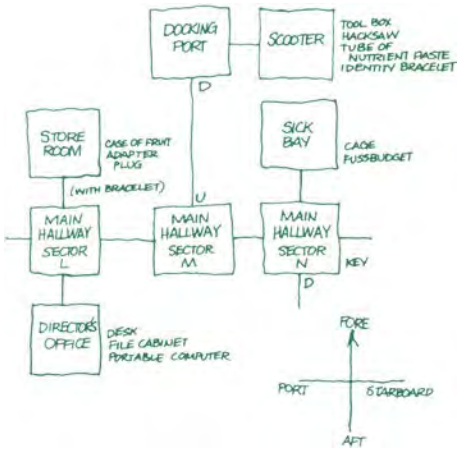 DOCKING
PORT
SCOOTER
TOOL BOX
HACKSAW
TUBE OF
NUTRIENT PASTE
IDENTITY BRACELET
D
STORE
ROOM
CASE OF FRUIT
ADAPTER
PLUG
(WITH BRACELET)
SICK
BAY
CAGE
FUSSBUDGET
U
MAIN
HALLWAY
SECTOR
L
MAIN
HALLWAY
SECTOR
M
MAIN
HALLWAY
SECTOR
N
KEY
D
DIRECTOR'S
OFFICE
DESK
FILE CABINET
PORTABLE COMPUTER
FORE
PORT
STARBOARD
AFT